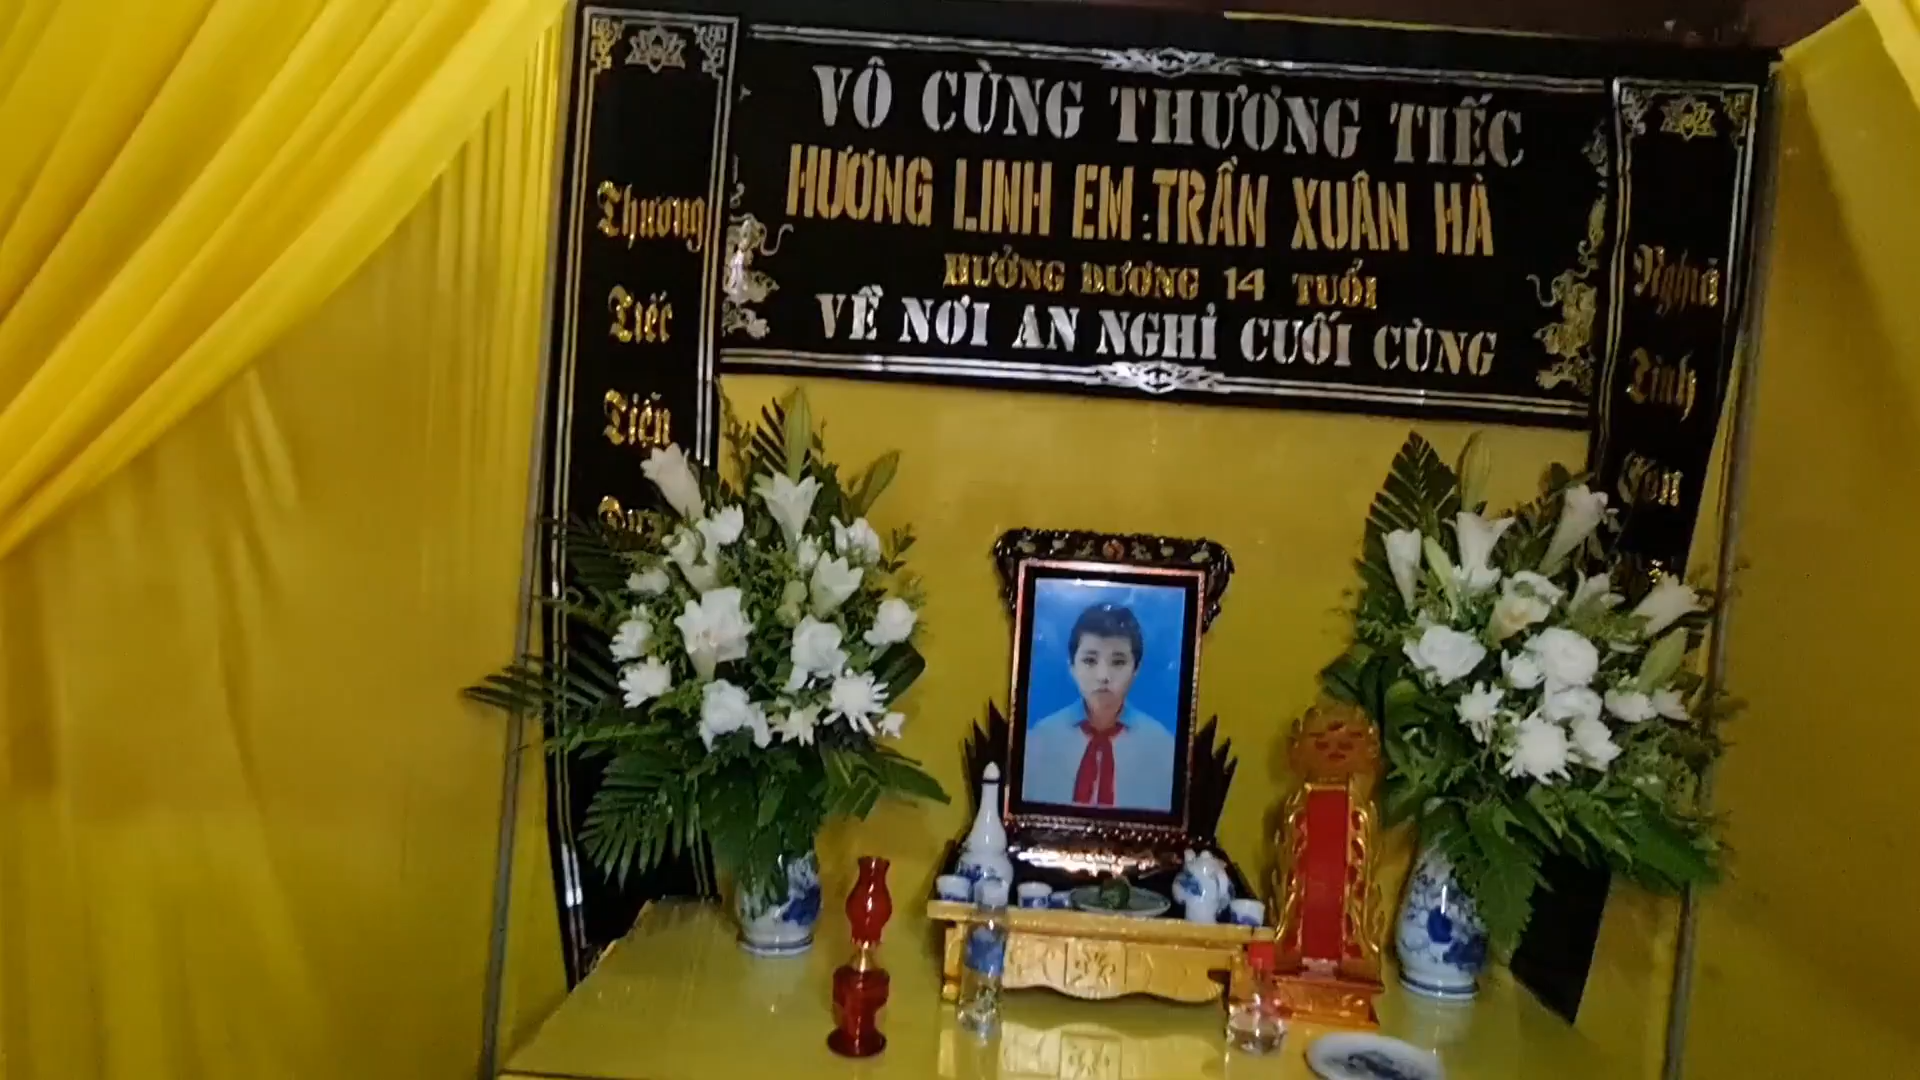 VÔ CÙNG THƯƠNG TIẾC
HƯƠNG LINH EM:TRẦN XUÂN HÀ
HƯỞNG DƯƠNG 14 TUỔI
VỀ NƠI AN NGHỈ CUỐI CÙNG
Thương
Tiếc
Tiện
Nghĩa
Tình
Còn